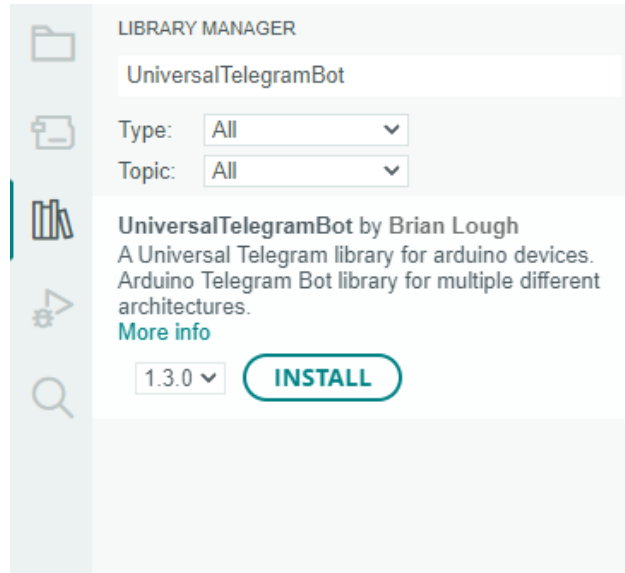 LIBRARY MANAGER
UniversalTelegramBot
Type: All
Topic: All
UniversalTelegramBot by Brian Lough
A Universal Telegram library for arduino devices.
Arduino Telegram Bot library for multiple different
architectures.
More info
1.3.0 INSTALL